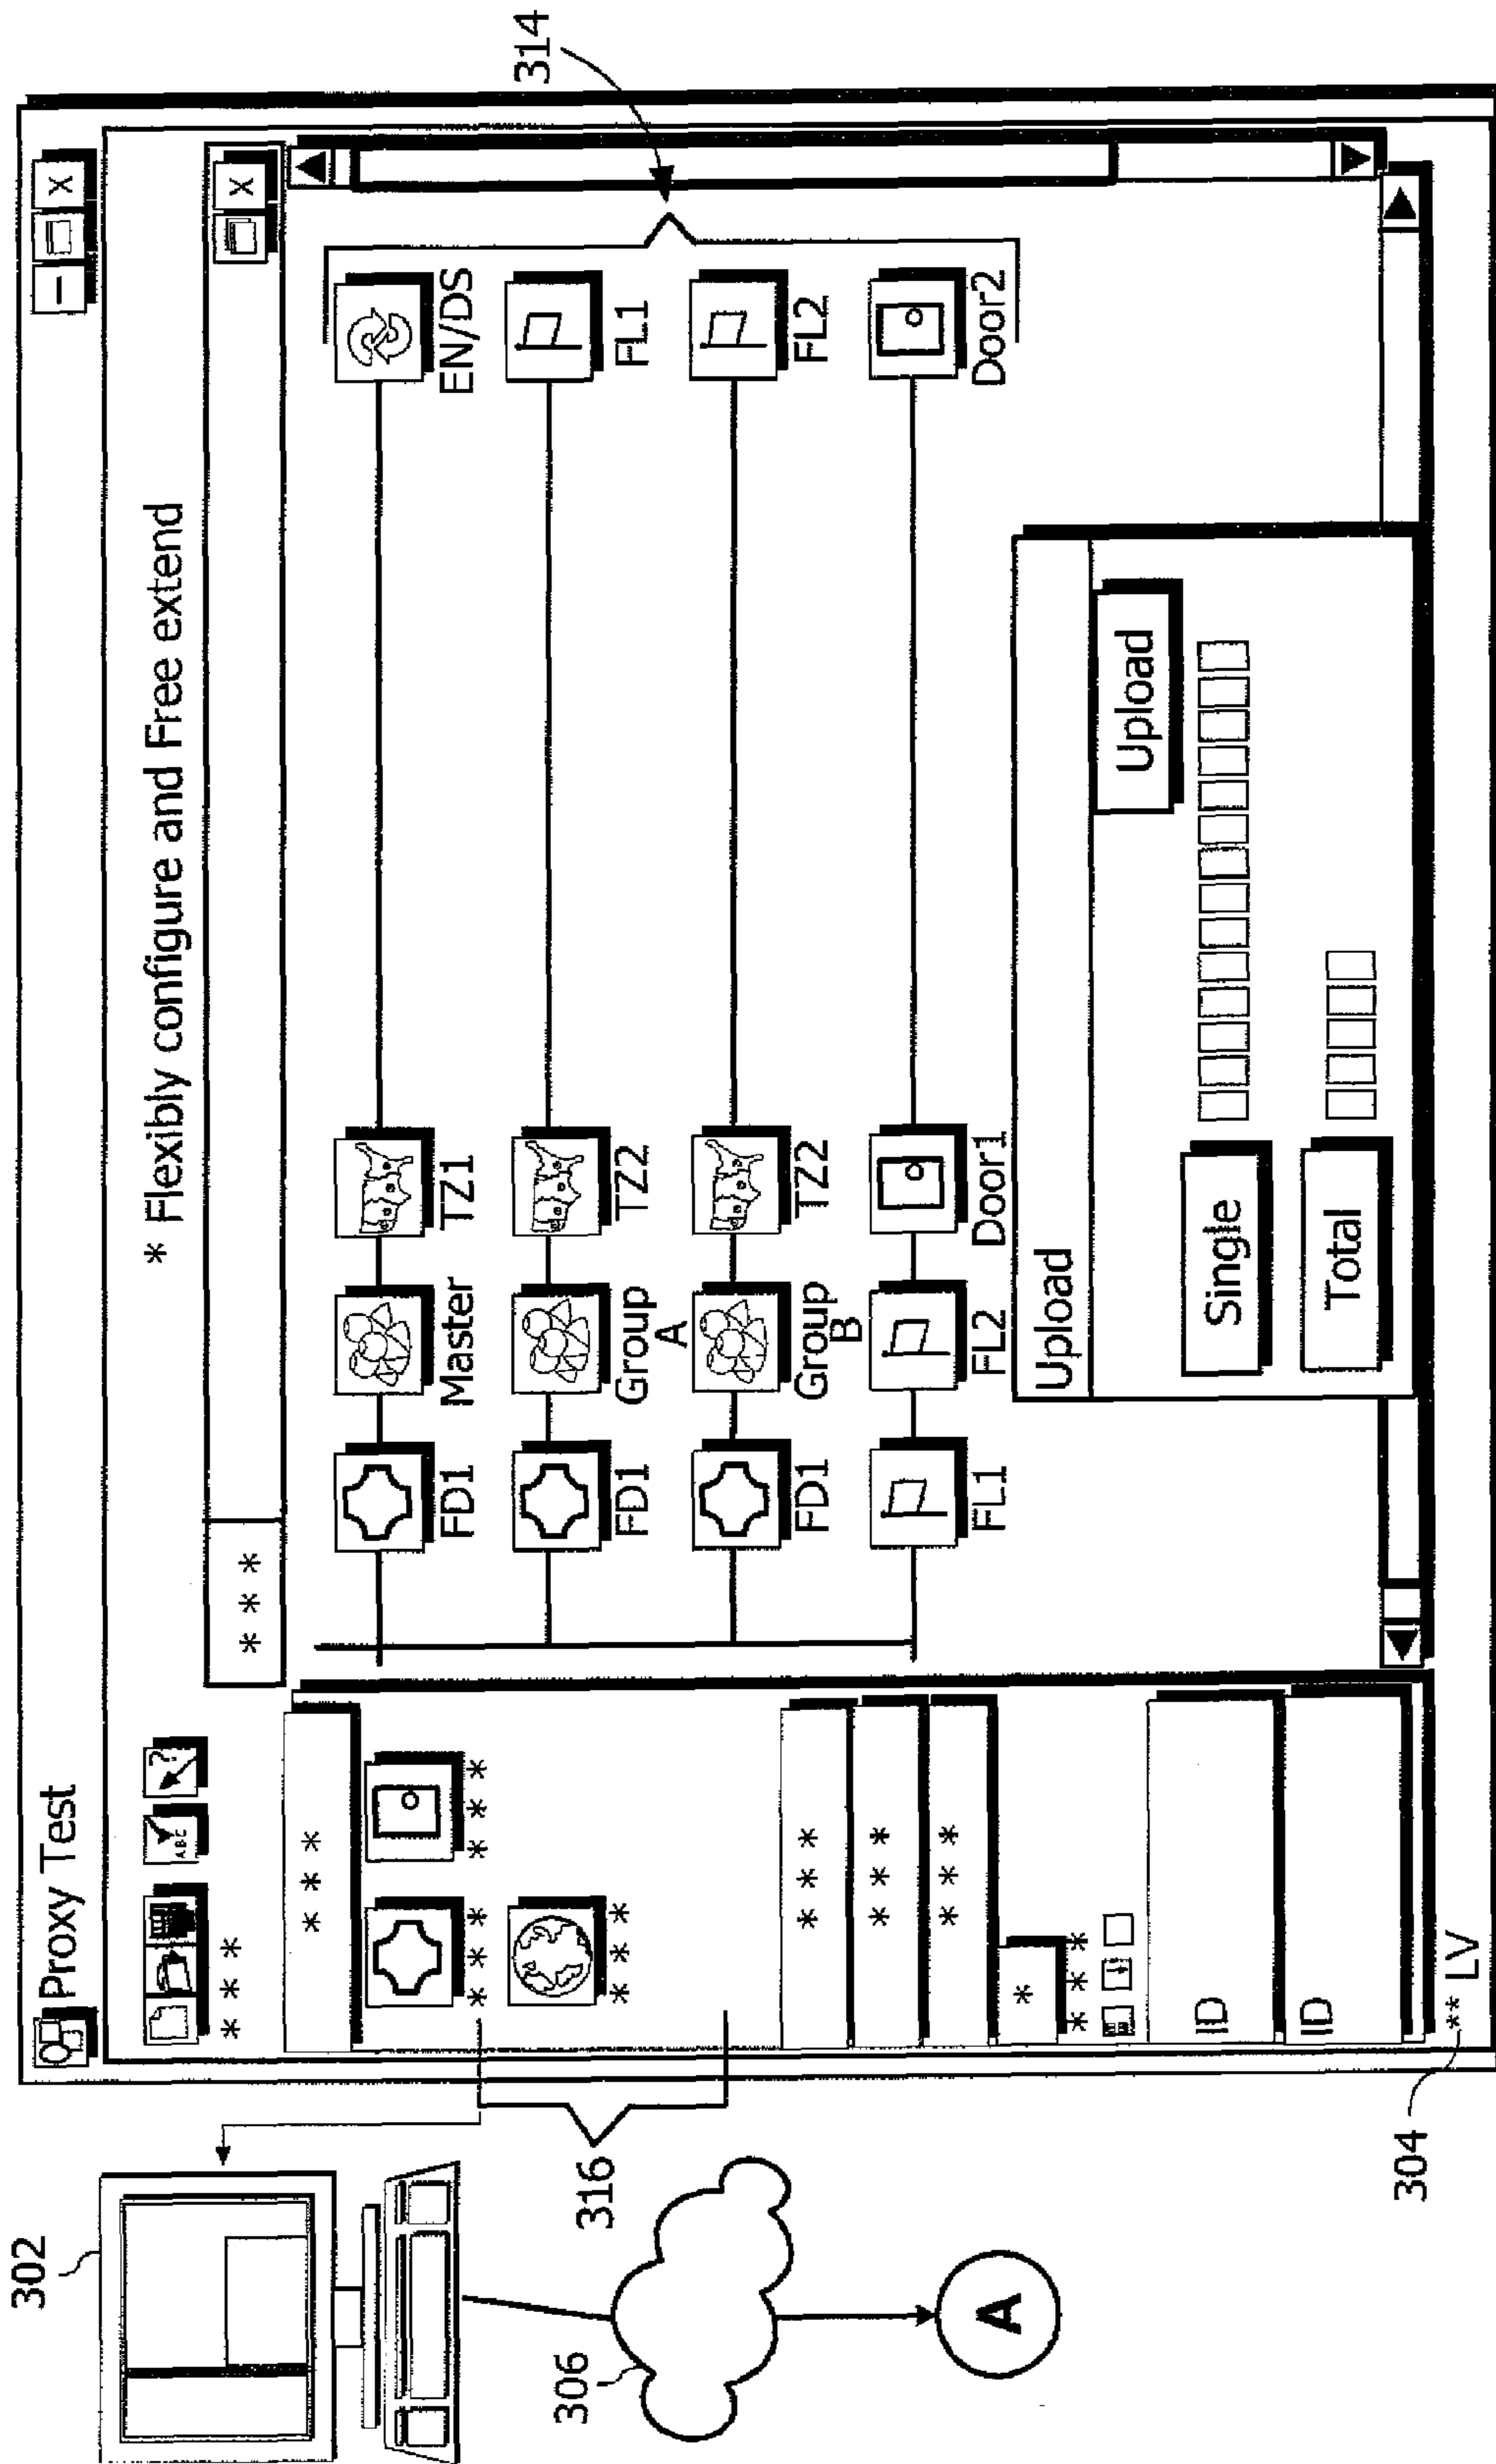 302
306
A
316
304
314
Proxy Test
* * *
ABC
?
* Flexibly configure and Free extend
* * *
X
X
* * *
* * *
* * *
* * *
* * *
* * *
* * *
*
* * *
ID
ID
** LV
FD1
Master
TZ1
EN/DS
FD1
Group
A
TZ2
FL1
FD1
Group
B
TZ2
FL2
FL1
FL2
Door1
Door2
Upload
Upload
Single
Total